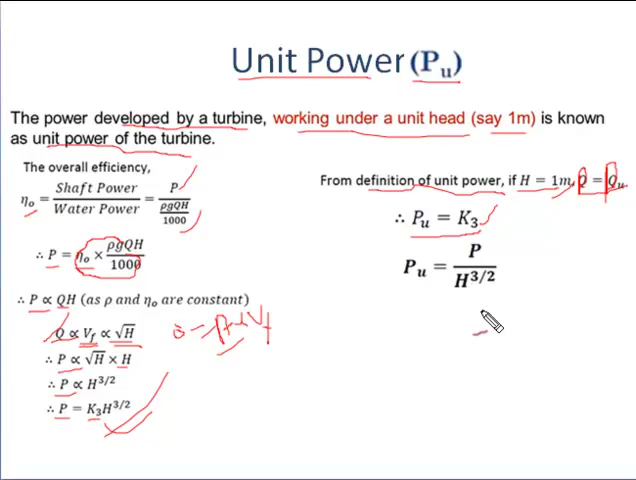 Unit Power (Pᵤ)
The power developed by a turbine, working under a unit head (say 1m) is known
as unit power of the turbine.
The overall efficiency,
ηₒ = Shaft Power / Water Power = P / (ρgQH / 1000)
∴ P = ηₒ × ρgQH / 1000
∴ P ∝ QH (as ρ and ηₒ are constant)
Q ∝ V_f ∝ √H
∴ P ∝ √H × H
∴ P ∝ H^{3/2}
∴ P = K₃H^{3/2}
From definition of unit power, if H = 1m, Q = Qᵤ
∴ Pᵤ = K₃
Pᵤ = P / H^{3/2}